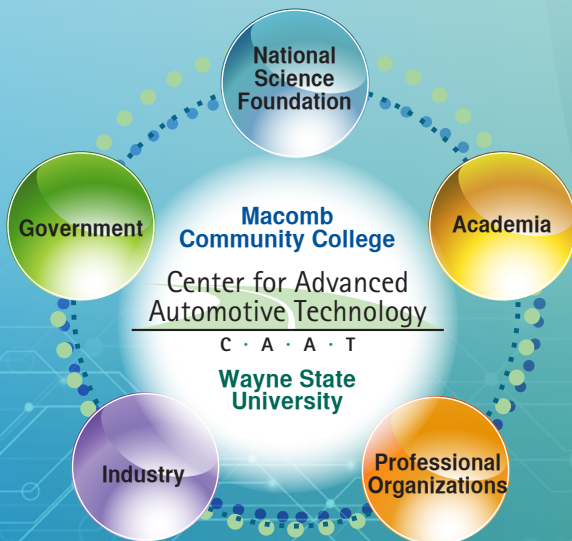 National
Science
Foundation
Government
Academia
Macomb
Community College
Center for Advanced
Automotive Technology
C · A · A · T
Wayne State
University
Industry
Professional
Organizations